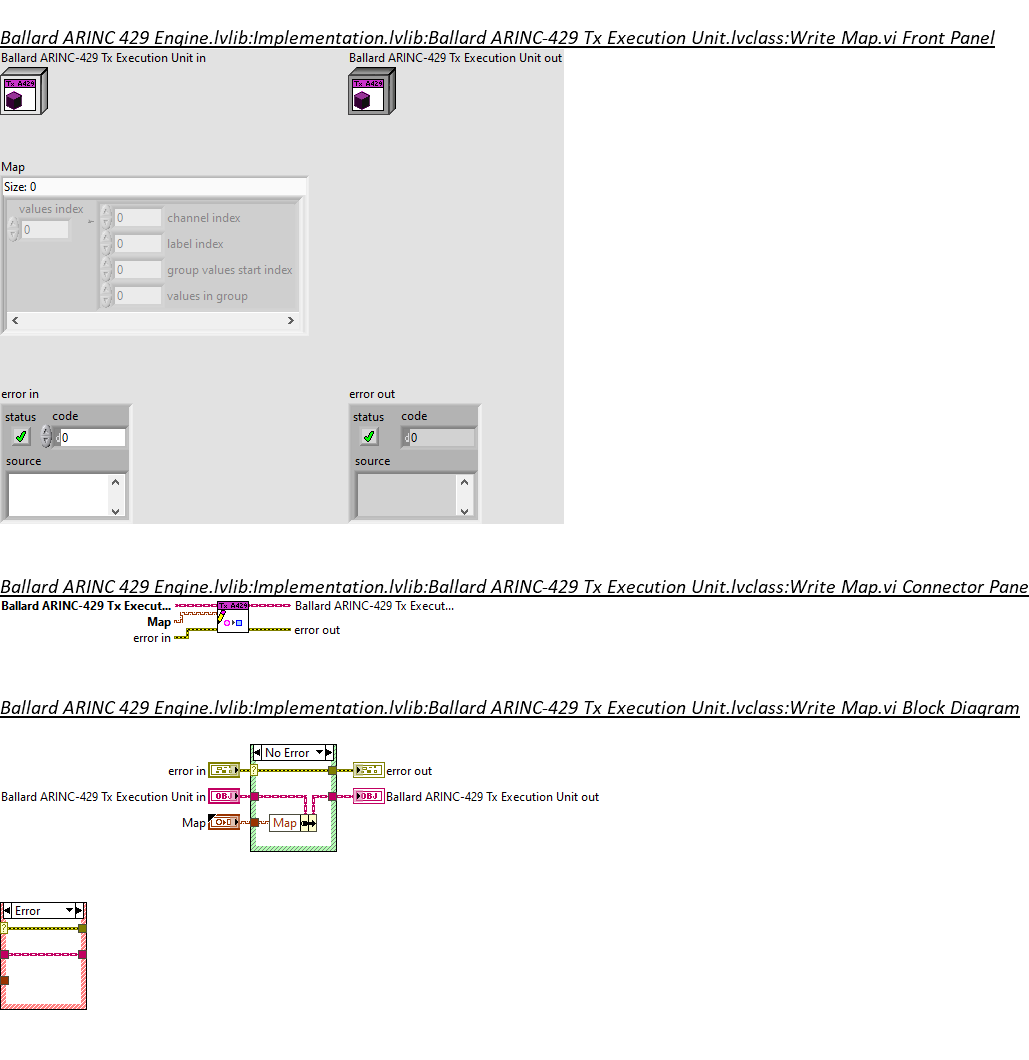 Ballard ARINC 429 Engine.lvlib:Implementation.lvlib:Ballard ARINC-429 Tx Execution Unit.lvclass:Write Map.vi Front Panel
Ballard ARINC-429 Tx Execution Unit in
Ballard ARINC-429 Tx Execution Unit out
Tx A429
Tx A429
Map
Size: 0
values index
0
0 channel index
0 label index
0 group values start index
0 values in group
error in
error out
status code
status code
d 0
d 0
source
source
Ballard ARINC 429 Engine.lvlib:Implementation.lvlib:Ballard ARINC-429 Tx Execution Unit.lvclass:Write Map.vi Connector Pane
Ballard ARINC-429 Tx Execut...
Tx A429
Ballard ARINC-429 Tx Execut...
Map
error in
error out
Ballard ARINC 429 Engine.lvlib:Implementation.lvlib:Ballard ARINC-429 Tx Execution Unit.lvclass:Write Map.vi Block Diagram
No Error
error in
?
error out
Ballard ARINC-429 Tx Execution Unit in
OBJ
OBJ
Ballard ARINC-429 Tx Execution Unit out
Map
Map
Error
?